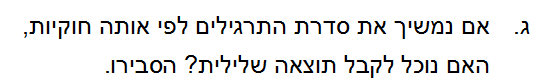 ג. אם נמשיך את סדרת התרגילים לפי אותה חוקיות,
האם נוכל לקבל תוצאה שלילית? הסבירו.